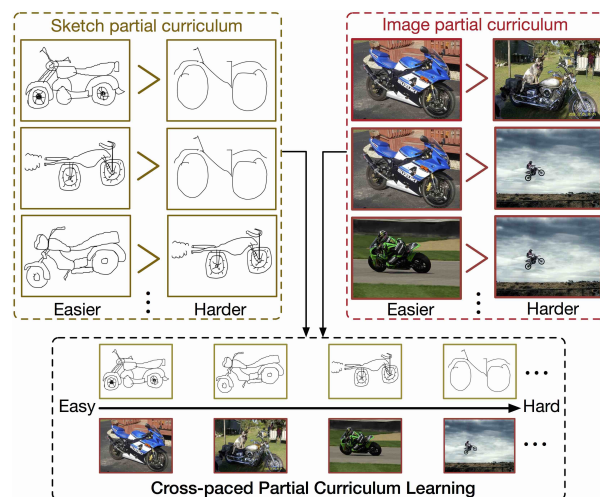 Sketch partial curriculum
Image partial curriculum
Easier
Harder
Easier
Harder
Easy
Hard
Cross-paced Partial Curriculum Learning